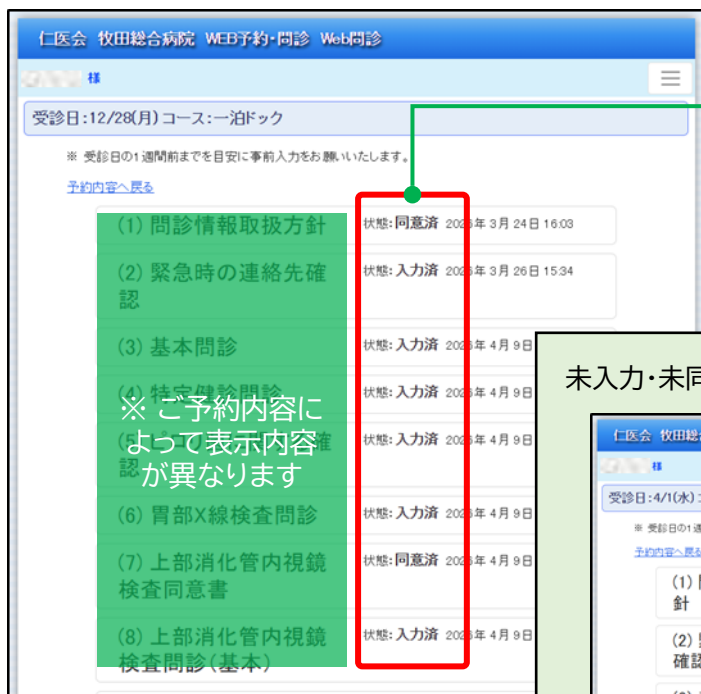 仁医会 牧田総合病院 WEB予約・問診 Web問診
様
受診日:12/28(月) コース:一泊ドック
※ 受診日の1週間前までを目安に事前入力をお願いいたします。
予約内容へ戻る
(1) 問診情報取扱方針 状態: 同意済 2026年 3月 24日 16:03
(2) 緊急時の連絡先確 状態: 入力済 2026年 3月 26日 15:34
認
(3) 基本問診 状態: 入力済 2026年 4月 9日
(4) 特定健診問診 状態: 入力済 2026年 4月 9日
(5) ピロリ 確 状態: 入力済 2026年 4月 9日
認
※ ご予約内容に
よって表示内容
が異なります
(6) 胃部X線検査問診 状態: 入力済 2026年 4月 9日
(7) 上部消化管内視鏡 状態: 同意済 2026年 4月 9日
検査同意書
(8) 上部消化管内視鏡 状態: 入力済 2026年 4月 9日
検査問診(基本)
未入力・未同
仁医会 牧田総
様
受診日:4/1(水)
※ 受診日の1週
予約内容へ戻る
(1)
針
(2)
確認